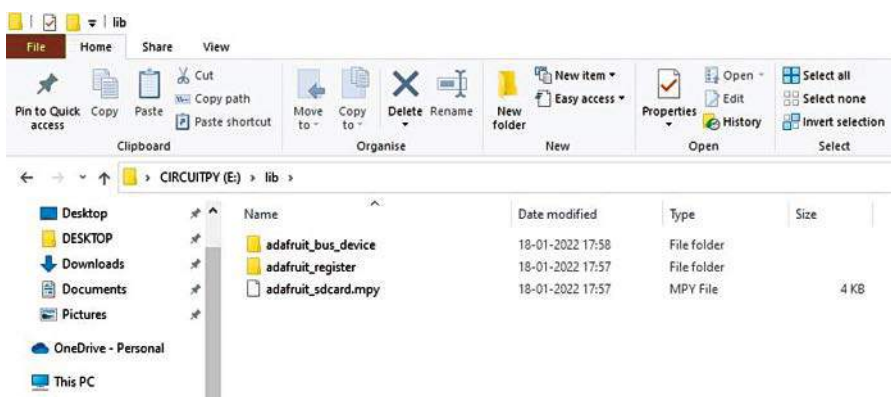 lib
File Home Share View
Pin to Quick access
Copy
Paste
Cut
Copy path
Paste shortcut
Clipboard
Move to
Copy to
Delete
Rename
Organise
New folder
New item
Easy access
New
Properties
Open
Edit
History
Open
Select all
Select none
Invert selection
Select
CIRCUITPY (E:) > lib >
Desktop
DESKTOP
Downloads
Documents
Pictures
OneDrive - Personal
This PC
Name Date modified Type Size
adafruit_bus_device 18-01-2022 17:58 File folder
adafruit_register 18-01-2022 17:57 File folder
adafruit_sdcard.mpy 18-01-2022 17:57 MPY File 4 KB